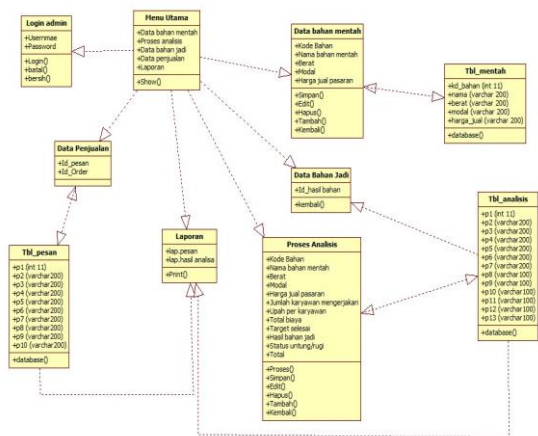 Login admin
+Usernmae
+Password
+Login()
+batal()
+bersh()
Menu Utama
+Data bahan mentah
+Proses analisis
+Data bahan jadi
+Data penjualan
+Laporan
+Show()
Data bahan mentah
+Kode Bahan
+Nama bahan mentah
+Berat
+Modal
+Harga jual pasaran
+Simpan()
+Edit()
+Hapus()
+Tambah()
+Kembali()
Tbl_mentah
+kd_bahan (int 11)
+nama (varchar 200)
+berat (varchar 200)
+modal (varchar 200)
+harga_jual (varchar 200)
+database()
Data Penjualan
+Id_pesan
+Id_Order
Data Bahan Jadi
+Id_hasil bahan
+kembali()
Tbl_pesan
+p1 (int 11)
+p2 (varchar200)
+p3 (varchar200)
+p4 (varchar200)
+p5 (varchar200)
+p6 (varchar200)
+p7 (varchar200)
+p8 (varchar200)
+p9 (varchar200)
+p10 (varchar200)
+database()
Laporan
+lap.pesan
+lap.hasil analisa
+Print()
Proses Analisis
+Kode Bahan
+Nama bahan mentah
+Berat
+Modal
+Harga jual pasaran
+Jumlah karyawan mengerjakan
+Upah per karyawan
+Total biaya
+Target selesai
+Hasil bahan jadi
+Status untung/rugi
+Total
+Proses()
+Simpan()
+Edit()
+Hapus()
+Tambah()
+Kembali()
Tbl_analisis
+p1 (int 11)
+p2 (varchar200)
+p3 (varchar200)
+p4 (varchar200)
+p5 (varchar200)
+p6 (varchar200)
+p7 (varchar200)
+p8 (varchar100)
+p9 (varchar100)
+p10 (varchar100)
+p11 (varchar100)
+p12 (varchar100)
+p13 (varchar100)
+database()